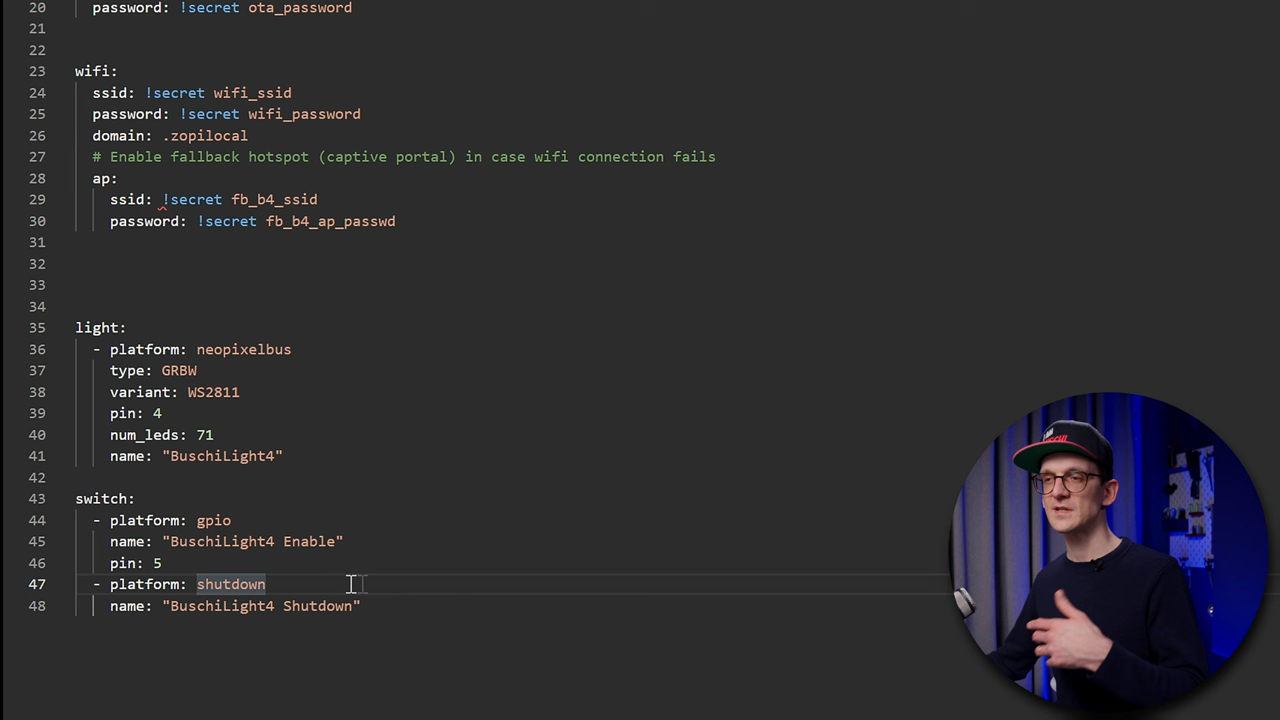 20 password: !secret ota_password
21
22
23 wifi:
24 ssid: !secret wifi_ssid
25 password: !secret wifi_password
26 domain: .zopilocal
27 # Enable fallback hotspot (captive portal) in case wifi connection fails
28 ap:
29 ssid: !secret fb_b4_ssid
30 password: !secret fb_b4_ap_passwd
31
32
33
34
35 light:
36 - platform: neopixelbus
37 type: GRBW
38 variant: WS2811
39 pin: 4
40 num_leds: 71
41 name: "BuschiLight4"
42
43 switch:
44 - platform: gpio
45 name: "BuschiLight4 Enable"
46 pin: 5
47 - platform: shutdown
48 name: "BuschiLight4 Shutdown"